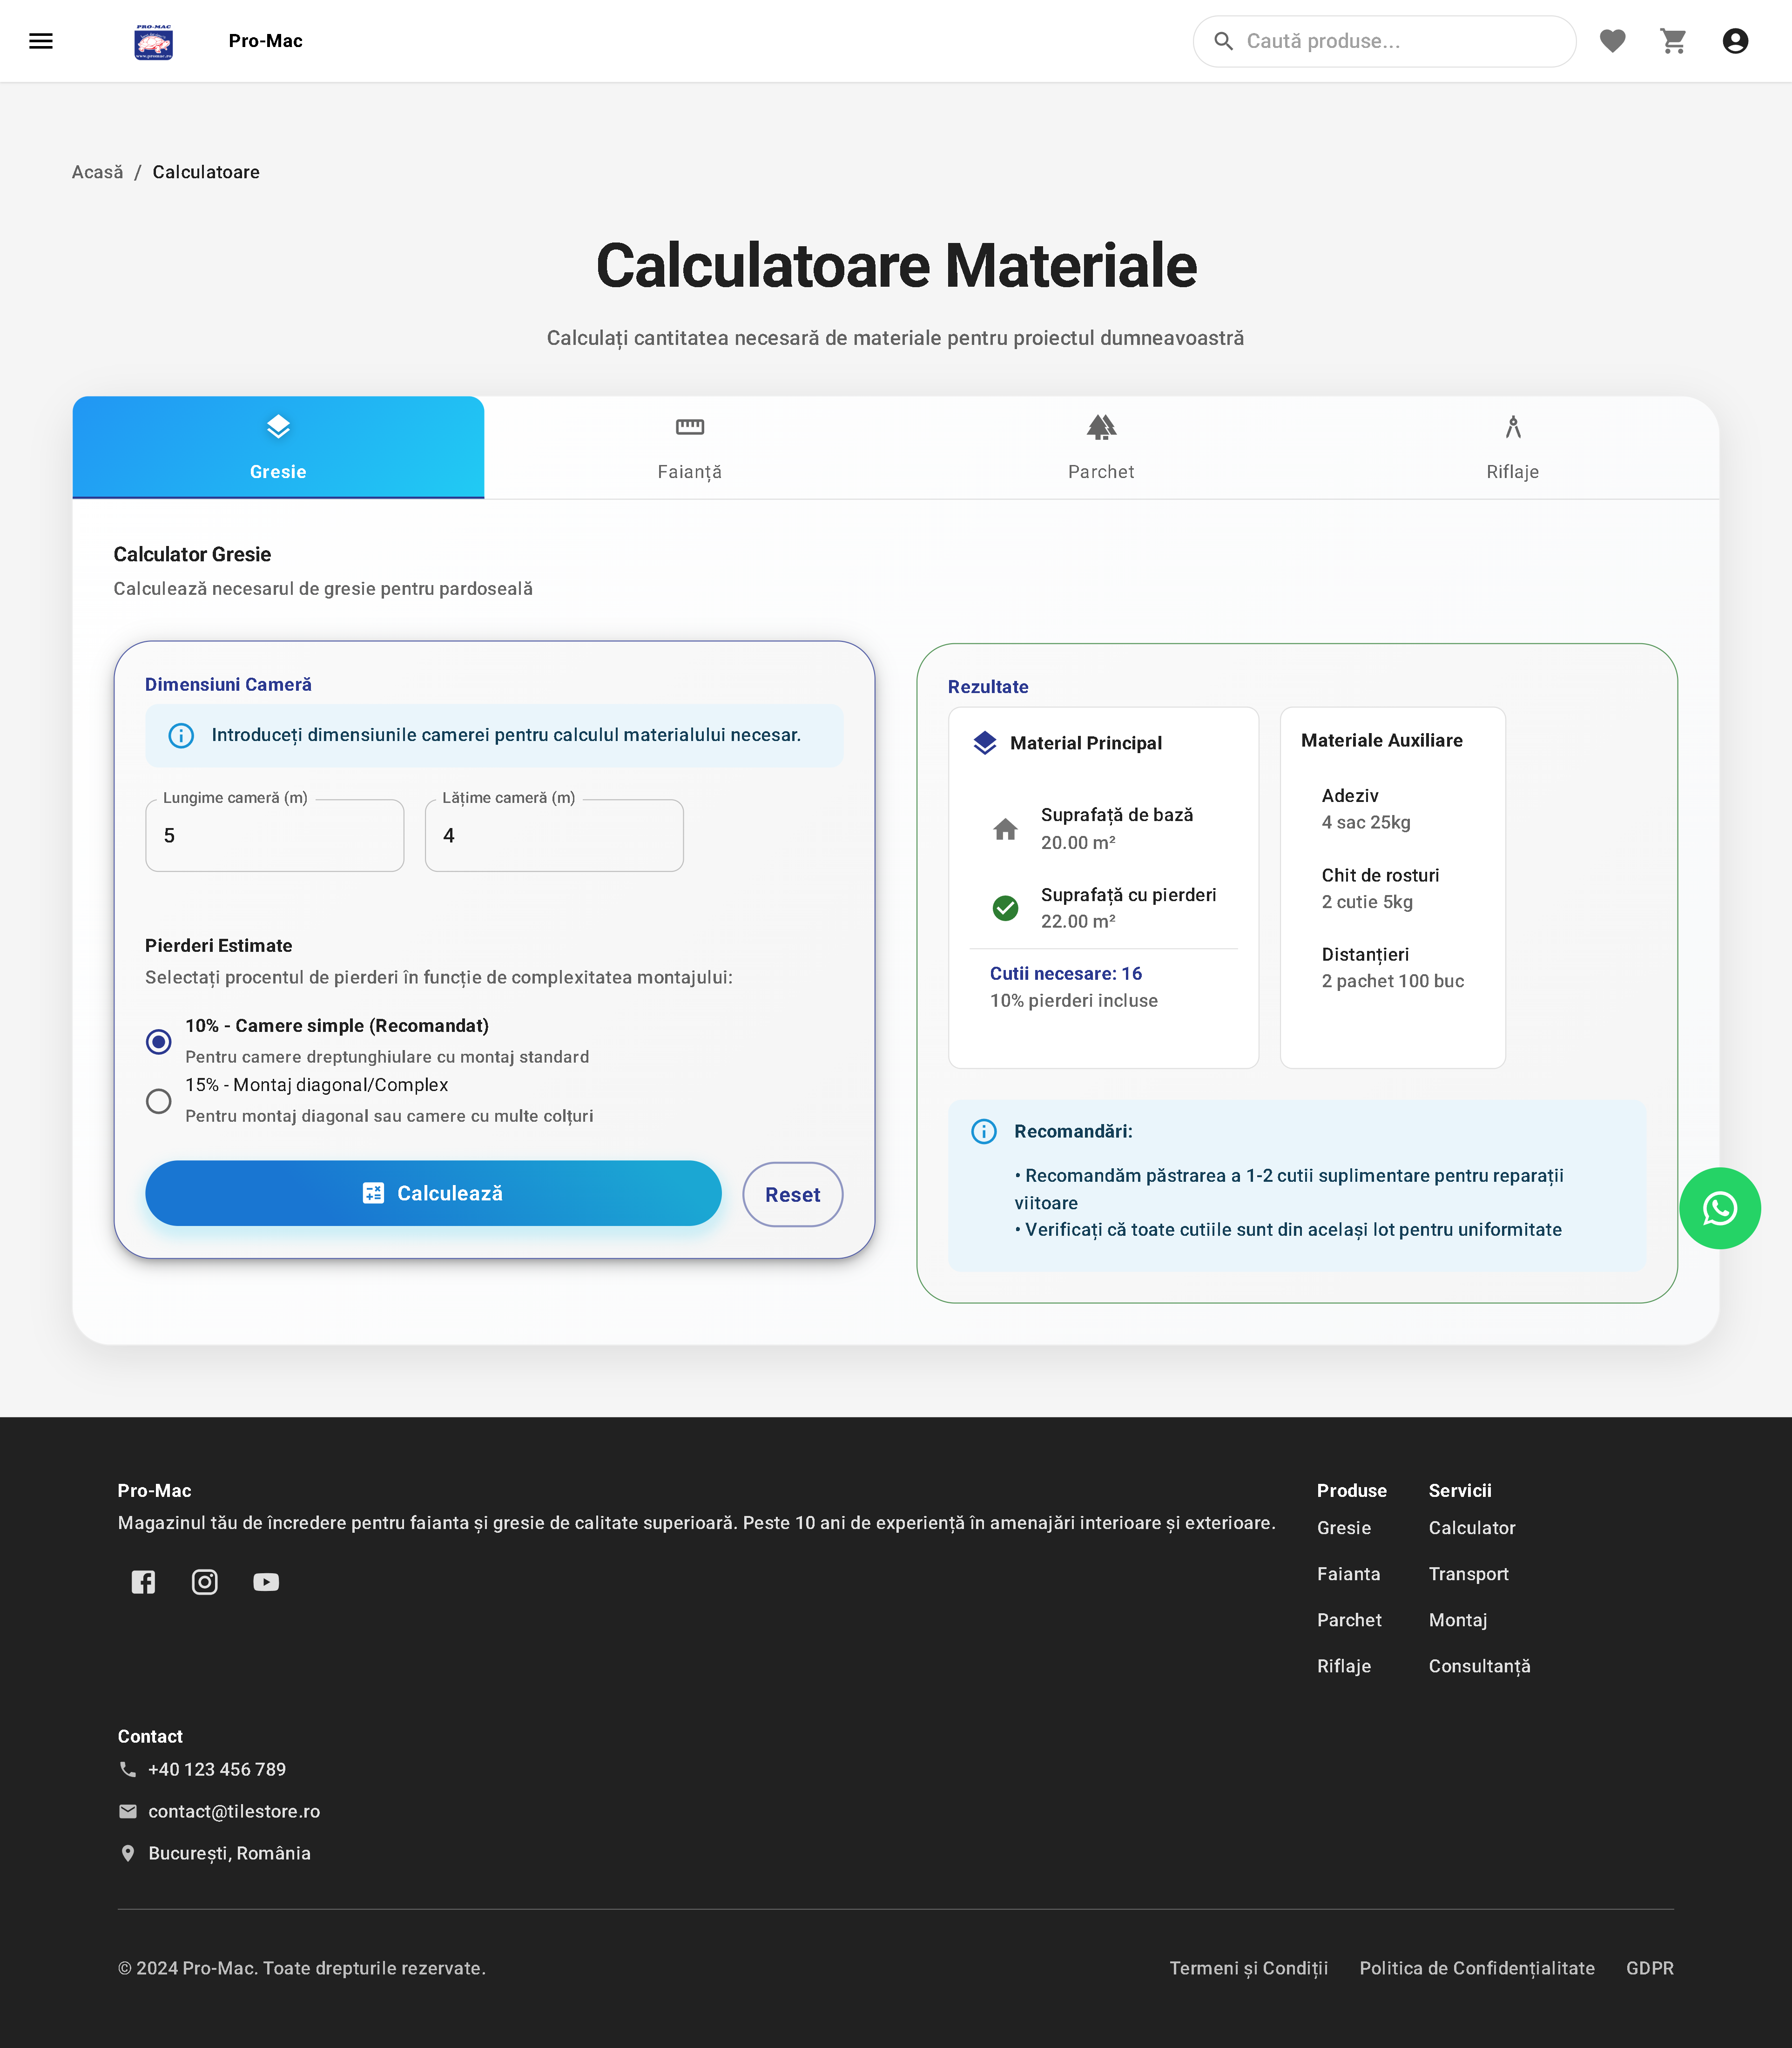 PRO-MAC
www.promac.ro
Pro-Mac
Caută produse...
Acasă / Calculatoare
Calculatoare Materiale
Calculați cantitatea necesară de materiale pentru proiectul dumneavoastră
Gresie
Faianță
Parchet
Riflaje
Calculator Gresie
Calculează necesarul de gresie pentru pardoseală
Dimensiuni Cameră
Introduceți dimensiunile camerei pentru calculul materialului necesar.
Lungime cameră (m)
5
Lățime cameră (m)
4
Pierderi Estimate
Selectați procentul de pierderi în funcție de complexitatea montajului:
10% - Camere simple (Recomandat)
Pentru camere dreptunghiulare cu montaj standard
15% - Montaj diagonal/Complex
Pentru montaj diagonal sau camere cu multe colțuri
Calculează
Reset
Rezultate
Material Principal
Suprafață de bază
20.00 m²
Suprafață cu pierderi
22.00 m²
Cutii necesare: 16
10% pierderi incluse
Materiale Auxiliare
Adeziv
4 sac 25kg
Chit de rosturi
2 cutie 5kg
Distanțieri
2 pachet 100 buc
Recomandări:
• Recomandăm păstrarea a 1-2 cutii suplimentare pentru reparații
viitoare
• Verificați că toate cutiile sunt din același lot pentru uniformitate
Pro-Mac
Magazinul tău de încredere pentru faianta și gresie de calitate superioară. Peste 10 ani de experiență în amenajări interioare și exterioare.
Produse
Gresie
Faianta
Parchet
Riflaje
Servicii
Calculator
Transport
Montaj
Consultanță
Contact
+40 123 456 789
contact@tilestore.ro
București, România
© 2024 Pro-Mac. Toate drepturile rezervate.
Termeni și Condiții
Politica de Confidențialitate
GDPR